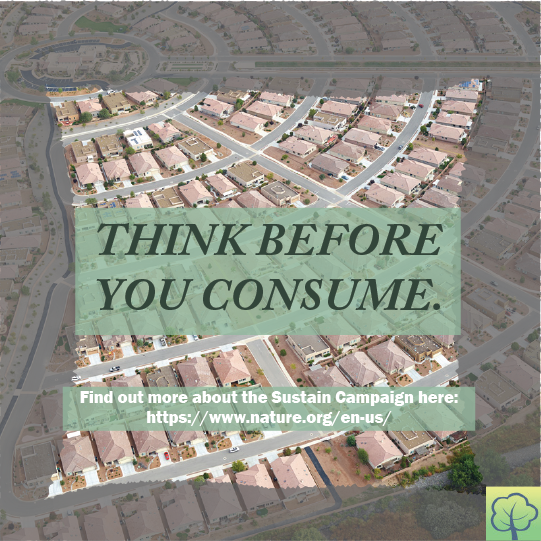 THINK BEFORE
YOU CONSUME.
Find out more about the Sustain Campaign here:
https://www.nature.org/en-us/